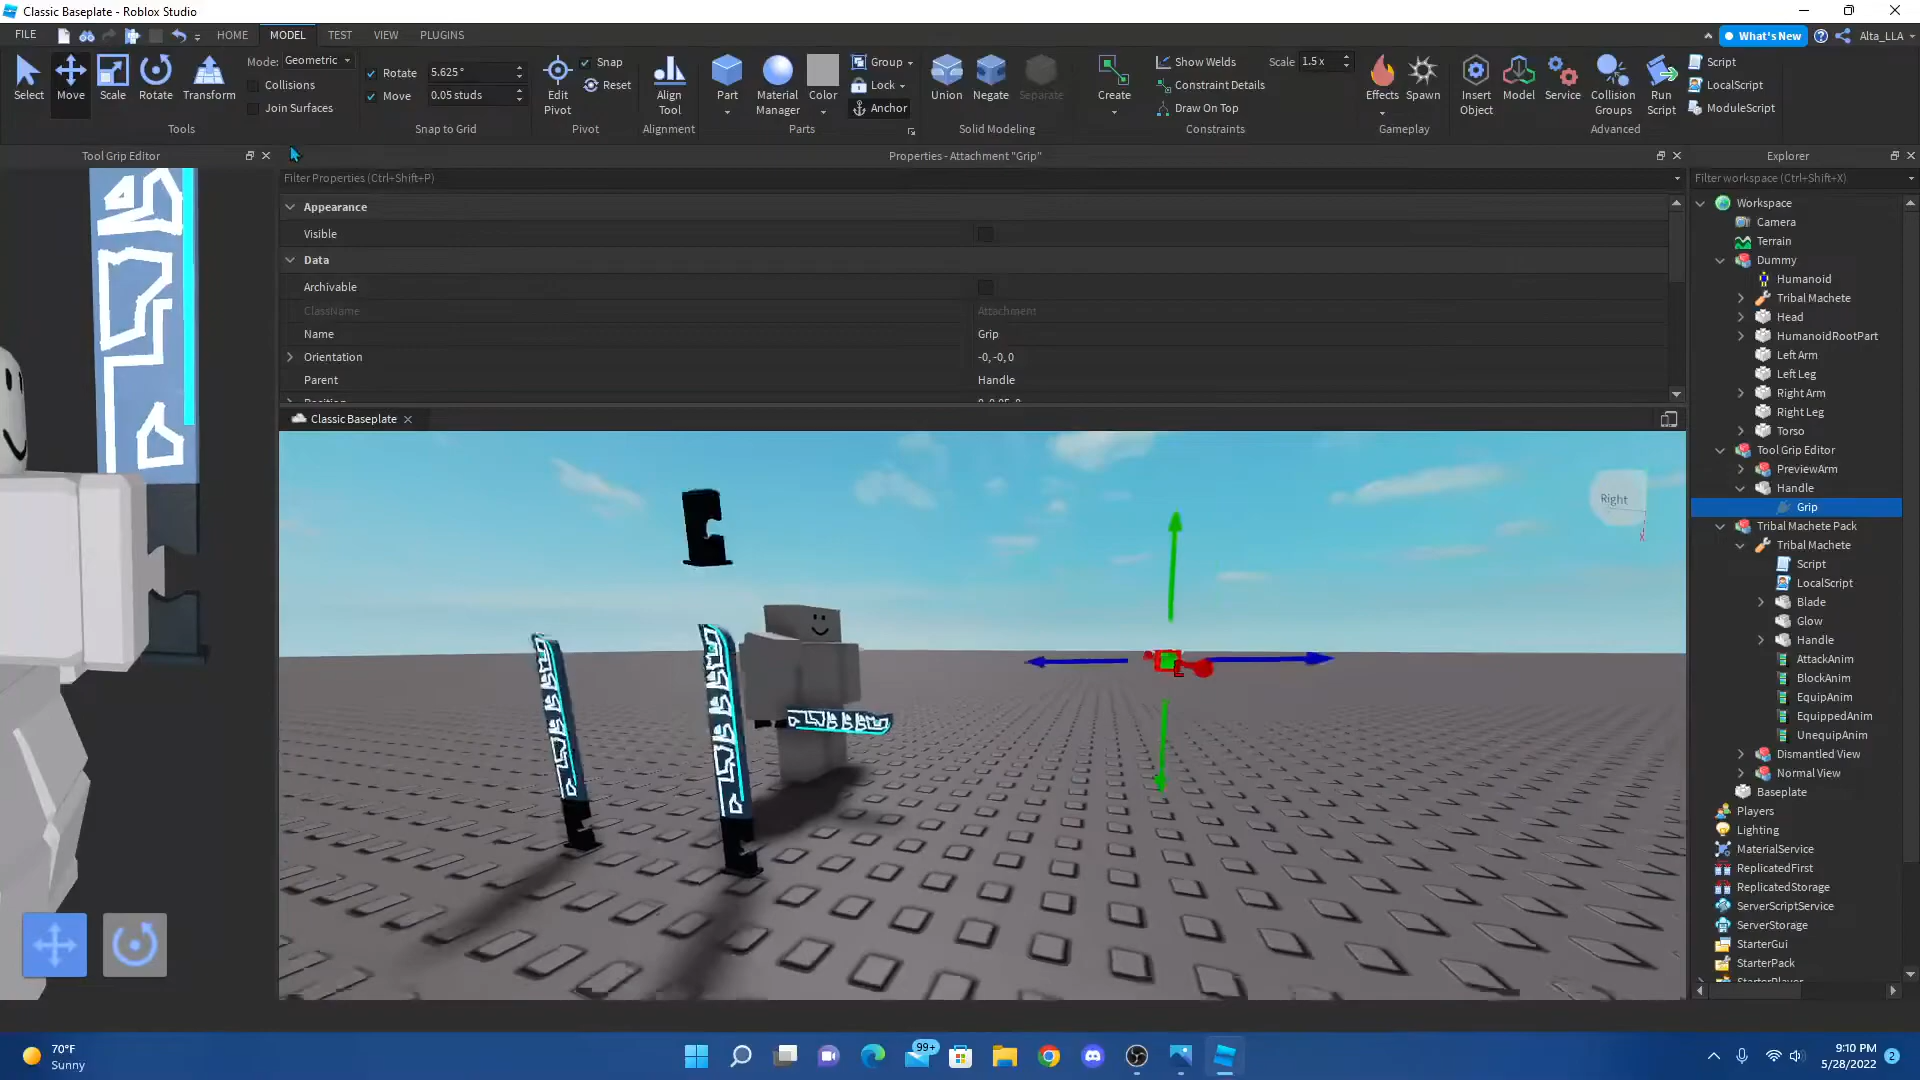 Classic Baseplate - Roblox Studio
FILE HOME MODEL TEST VIEW PLUGINS What's New Alta_LLA
Select Move Scale Rotate Transform
Mode: Geometric
Collisions
Join Surfaces
Tools
Rotate 5.625°
Move 0.05 studs
Snap to Grid
Edit Pivot
Snap
Reset
Pivot
Align Tool
Alignment
Part
Material Manager
Color
Group
Lock
Anchor
Parts
Union Negate Separate
Solid Modeling
Create
Show Welds
Scale 1.5 x
Constraint Details
Draw On Top
Constraints
Effects Spawn
Gameplay
Insert Object
Model
Service
Collision Groups
Run Script
Script
LocalScript
ModuleScript
Advanced
Tool Grip Editor
Properties - Attachment "Grip"
Filter Properties (Ctrl+Shift+P)
Appearance
Visible
Data
Archivable
ClassName Attachment
Name Grip
Orientation -0, -0, 0
Parent Handle
Classic Baseplate
Right
X
Explorer
Filter workspace (Ctrl+Shift+X)
Workspace
Camera
Terrain
Dummy
Humanoid
Tribal Machete
Head
HumanoidRootPart
Left Arm
Left Leg
Right Arm
Right Leg
Torso
Tool Grip Editor
PreviewArm
Handle
Grip
Tribal Machete Pack
Tribal Machete
Script
LocalScript
Blade
Glow
Handle
AttackAnim
BlockAnim
EquipAnim
EquippedAnim
UnequipAnim
Dismantled View
Normal View
Baseplate
Players
Lighting
MaterialService
ReplicatedFirst
ReplicatedStorage
ServerScriptService
ServerStorage
StarterGui
StarterPack
StarterPlayer
70°F
Sunny
99+
9:10 PM
5/28/2022
2